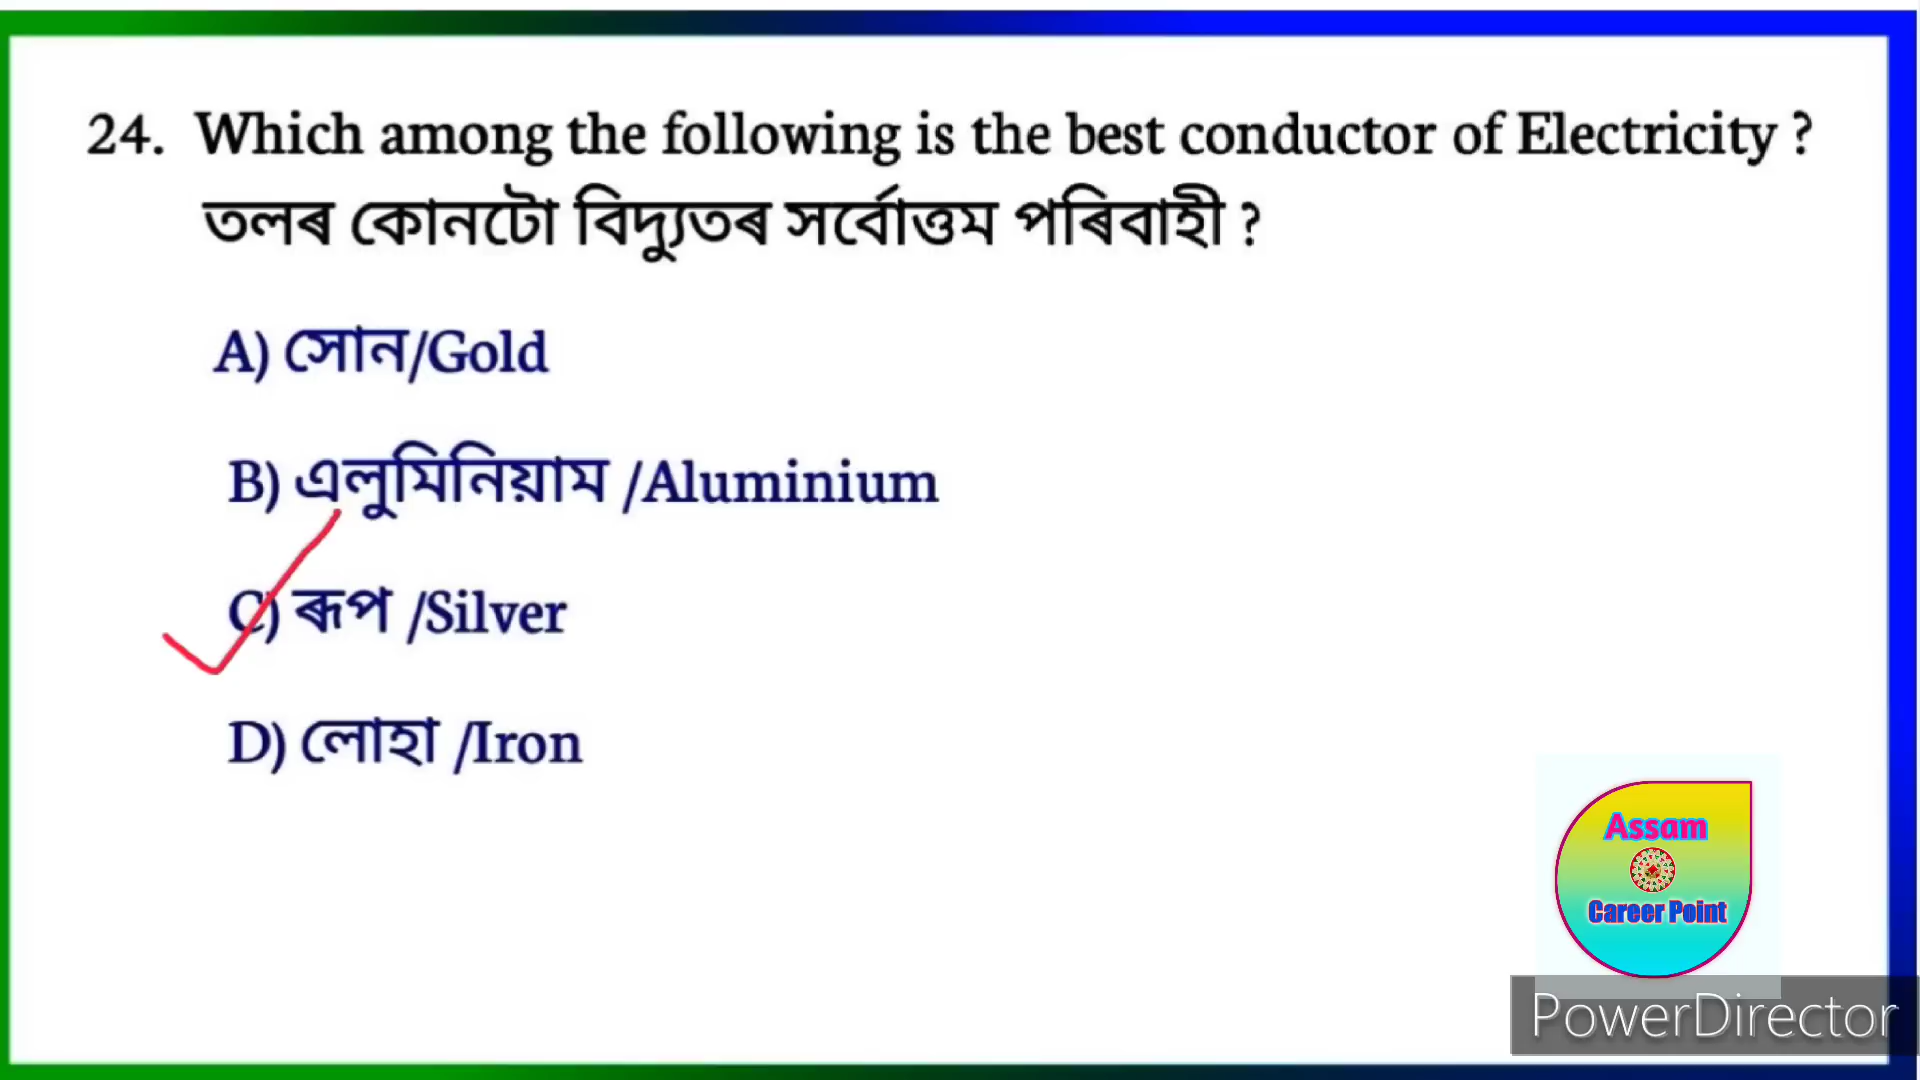 24. Which among the following is the best conductor of Electricity ?
তলৰ কোনটো বিদ্যুতৰ সৰ্বোত্তম পৰিবাহী ?
A) সোন/Gold
B) এলুমিনিয়াম /Aluminium
C) ৰূপ /Silver
D) লোহা /Iron
Assam
Career Point
PowerDirector